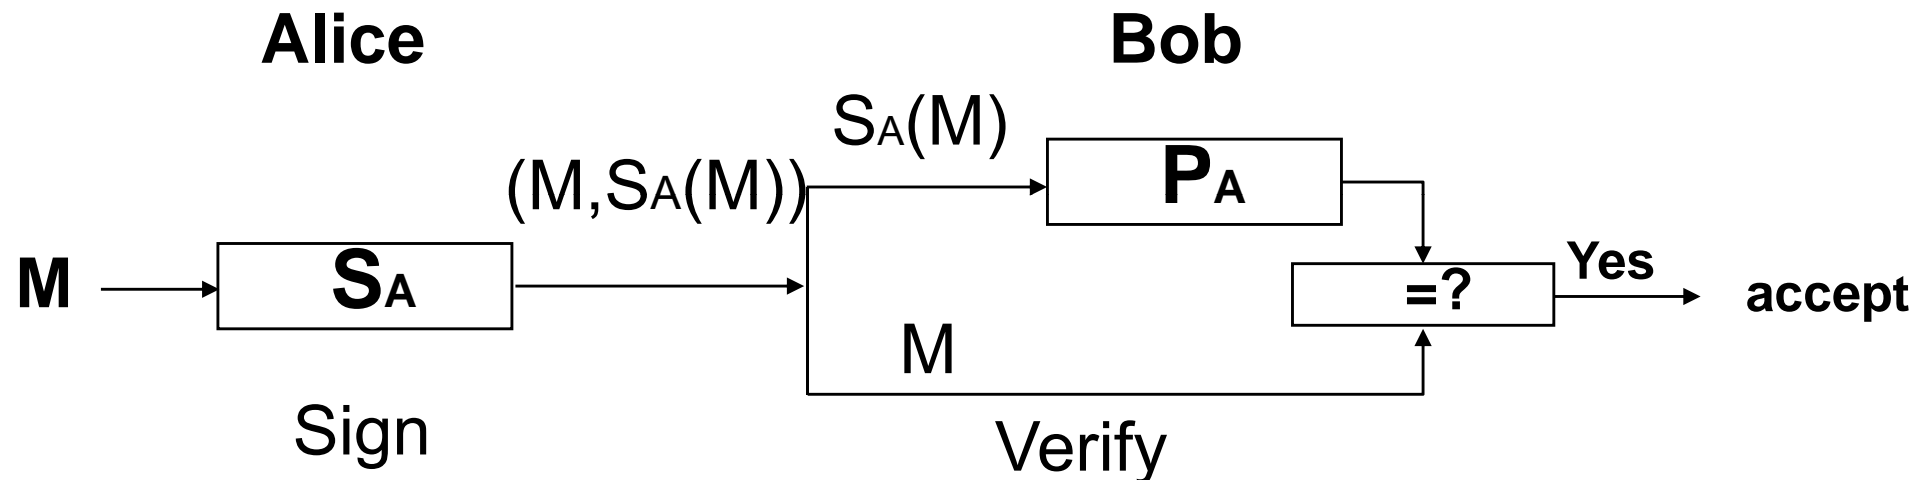 Alice
Bob
SA(M)
(M,SA(M))
PA
M
SA
=?
Yes
accept
M
Sign
Verify